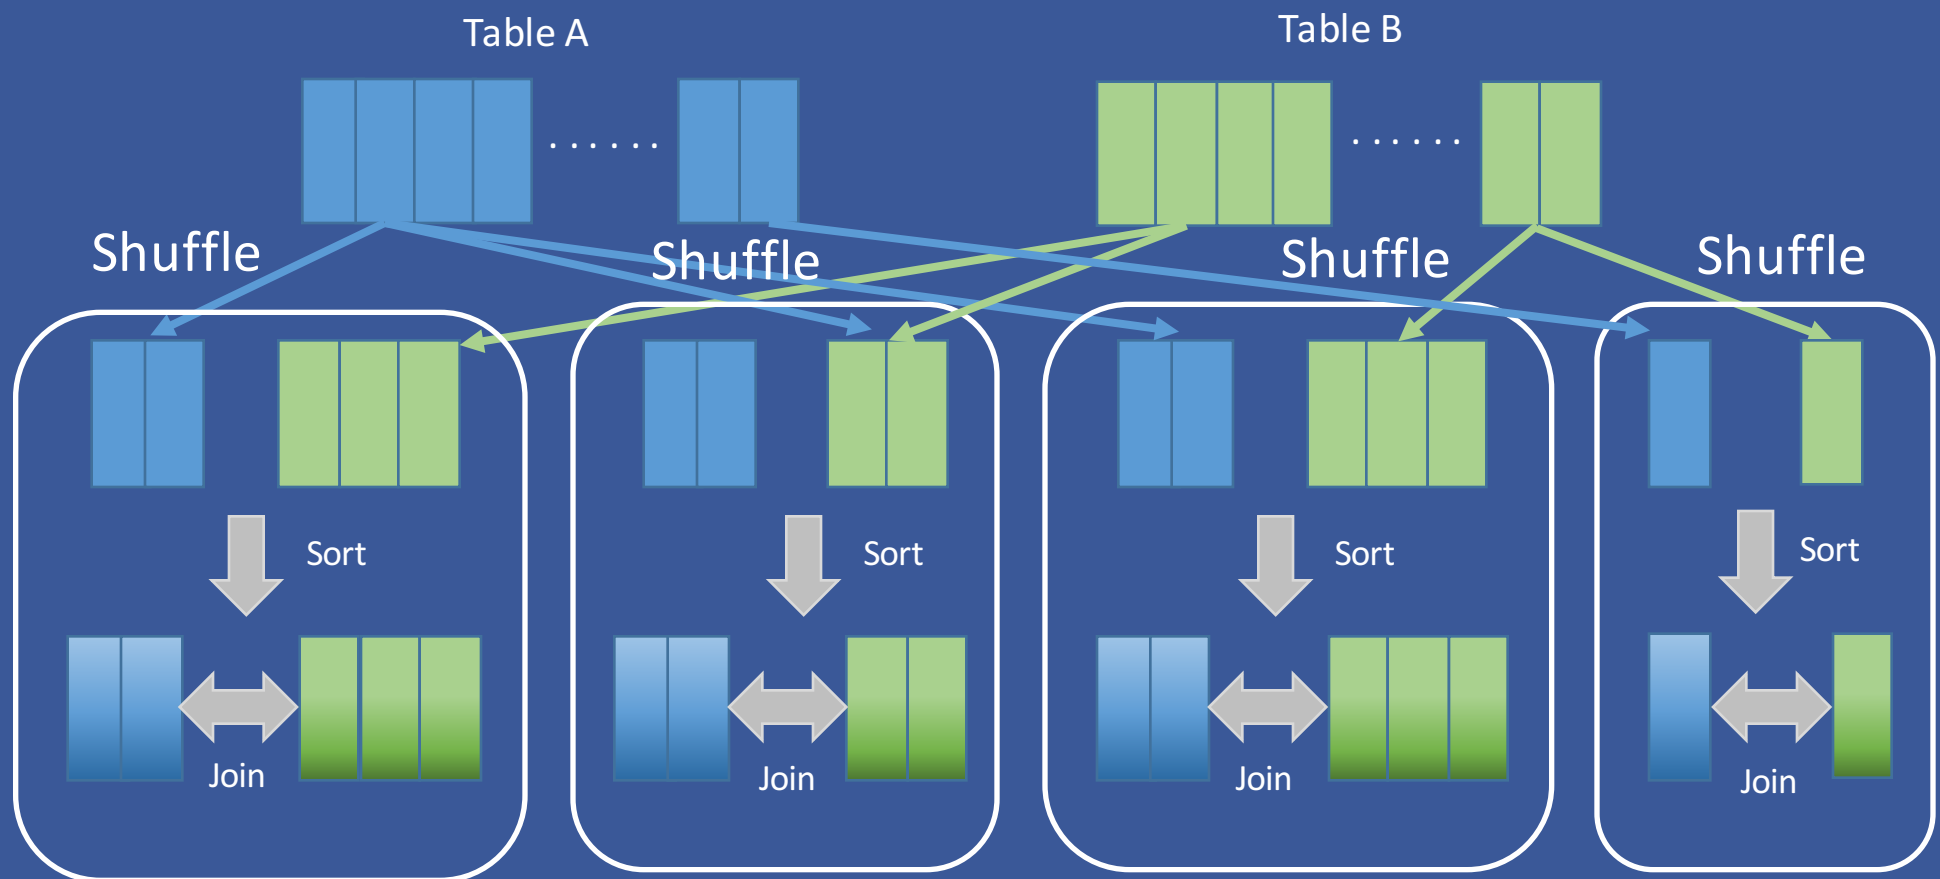 Table A
Table B
. . . . . .
. . . . . .
Shuffle
Shuffle
Shuffle
Shuffle
Sort
Sort
Sort
Sort
Join
Join
Join
Join